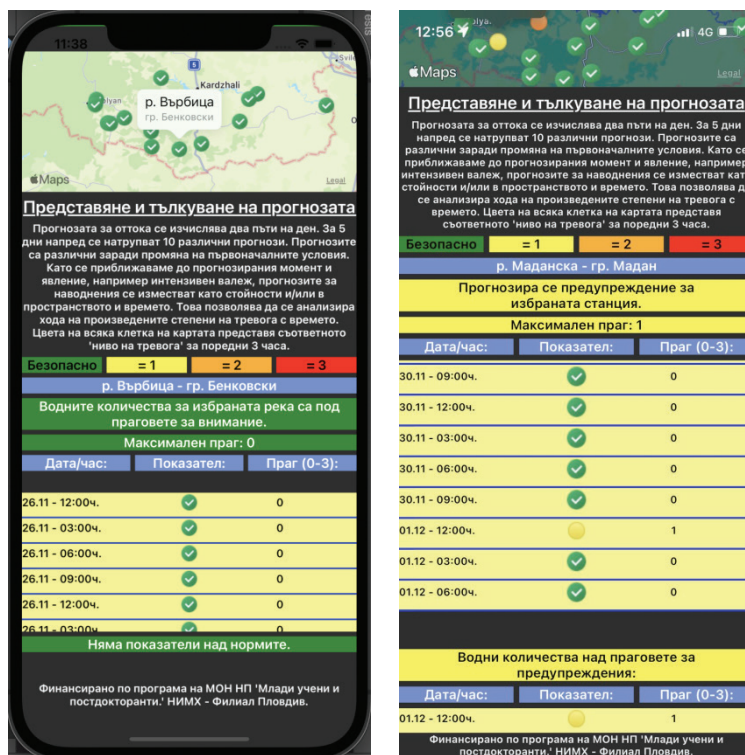 11:38
Kardzhali
р. Върбица
гр. Бенковски
Maps
Legal
Представяне и тълкуване на прогнозата
Прогнозата за оттока се изчислява два пъти на ден. За 5
дни напред се натрупват 10 различни прогнози. Прогнозите
са различни заради промяна на първоначалните условия.
Като се приближаваме до прогнозирания момент и
явление, например интензивен валеж, прогнозите за
наводнения се изместват като стойности и/или в
пространството и времето. Това позволява да се анализира
хода на произведените степени на тревога с времето.
Цвета на всяка клетка на картата представя съответното
'ниво на тревога' за поредни 3 часа.
Безопасно = 1 = 2 = 3
р. Върбица - гр. Бенковски
Водните количества за избраната река са под
праговете за внимание.
Максимален праг: 0
Дата/час: Показател: Праг (0-3):
26.11 - 12:00ч. 0
26.11 - 03:00ч. 0
26.11 - 06:00ч. 0
26.11 - 09:00ч. 0
26.11 - 12:00ч. 0
26.11 - 03:00ч. 0
Няма показатели над нормите.
Финансирано по програма на МОН НП 'Млади учени и
постдокторанти.' НИМХ - Филиал Пловдив.
12:56
4G
Maps
Legal
Представяне и тълкуване на прогнозата
Прогнозата за оттока се изчислява два пъти на ден. За 5 дни
напред се натрупват 10 различни прогнози. Прогнозите са
различни заради промяна на първоначалните условия. Като се
приближаваме до прогнозирания момент и явление, например
интензивен валеж, прогнозите за наводнения се изместват кат
стойности и/или в пространството и времето. Това позволява д
се анализира хода на произведените степени на тревога с
времето. Цвета на всяка клетка на картата представя
съответното 'ниво на тревога' за поредни 3 часа.
Безопасно = 1 = 2 = 3
р. Маданска - гр. Мадан
Прогнозира се предупреждение за
избраната станция.
Максимален праг: 1
Дата/час: Показател: Праг (0-3):
30.11 - 09:00ч. 0
30.11 - 12:00ч. 0
30.11 - 03:00ч. 0
30.11 - 06:00ч. 0
30.11 - 09:00ч. 0
01.12 - 12:00ч. 1
01.12 - 03:00ч. 0
01.12 - 06:00ч. 0
Водни количества над праговете за
предупреждения:
Дата/час: Показател: Праг (0-3):
01.12 - 12:00ч. 1
Финансирано по програма на МОН НП 'Млади учени и
постдокторанти.' НИМХ - Филиал Пловдив.